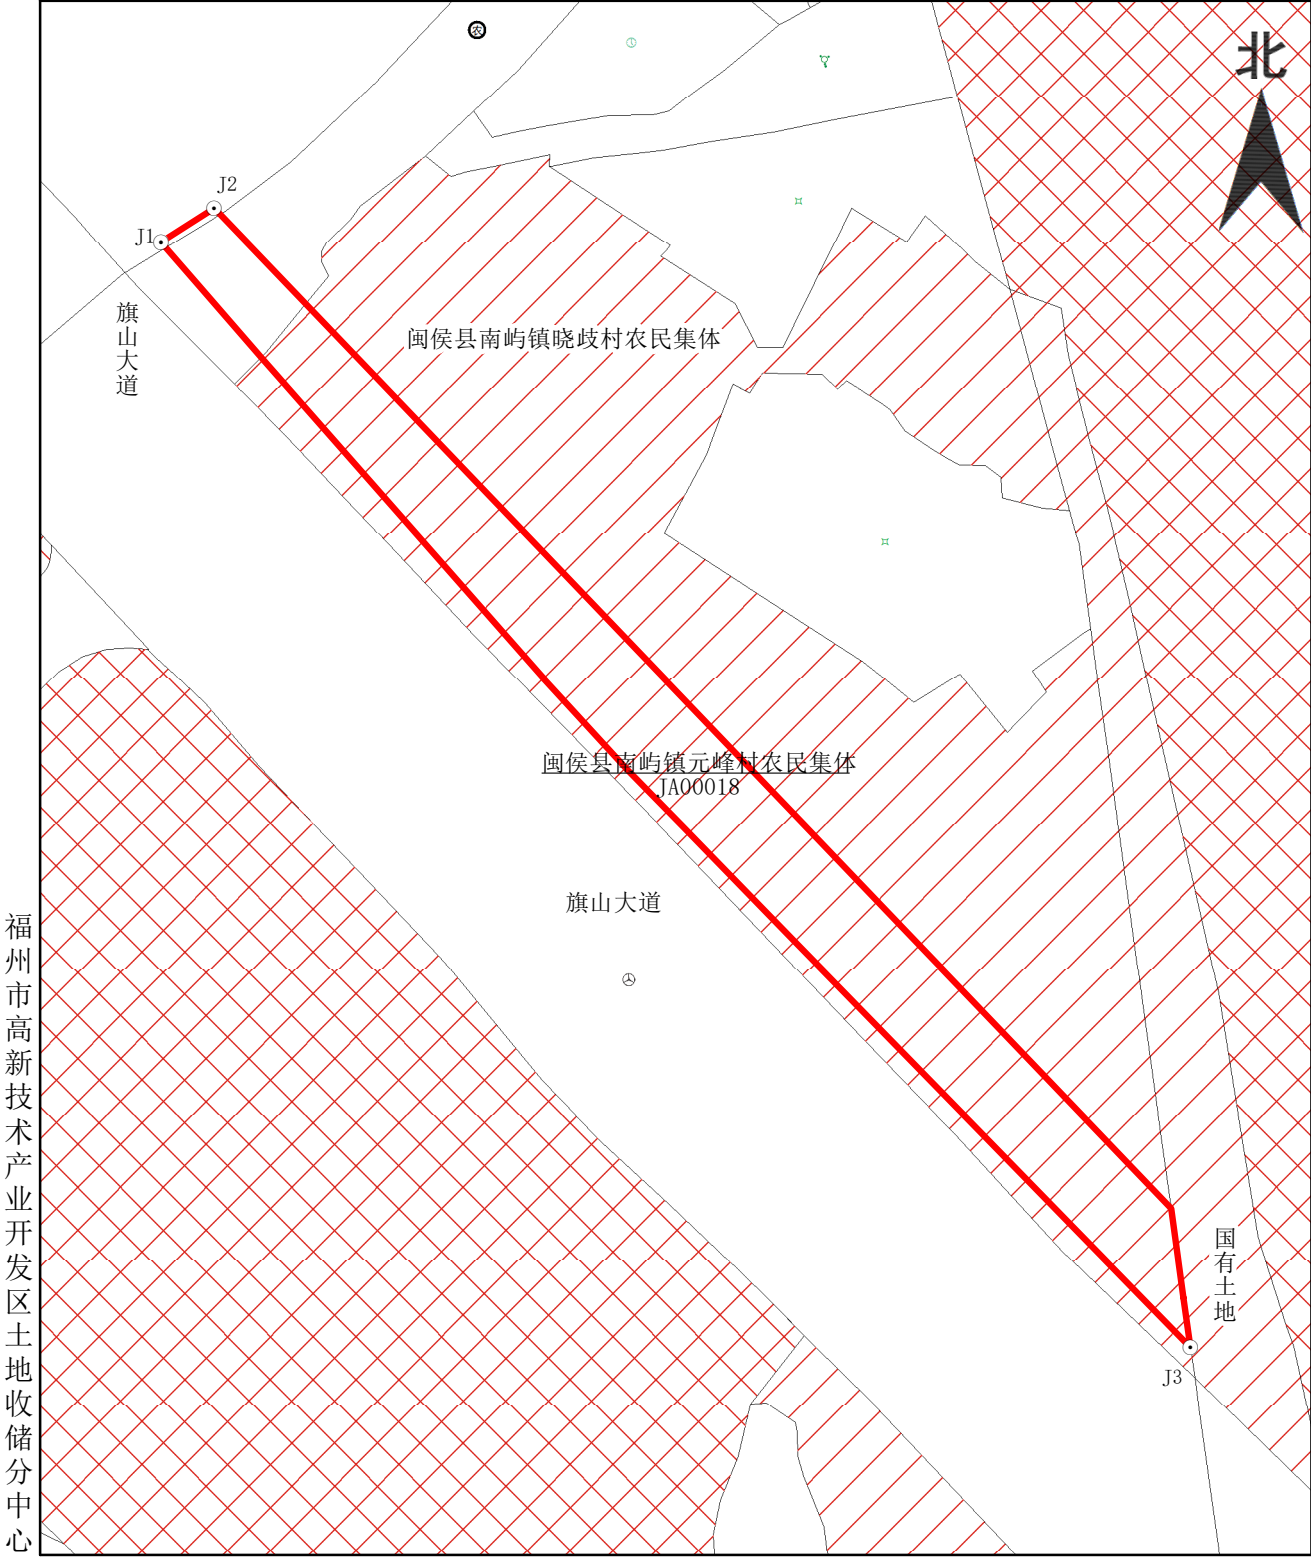 农
北
J2
J1
旗山大道
闽侯县南屿镇晓歧村农民集体
闽侯县南屿镇元峰村农民集体
JA00018
旗山大道
国有土地
J3
福州市高新技术产业开发区土地收储分中心